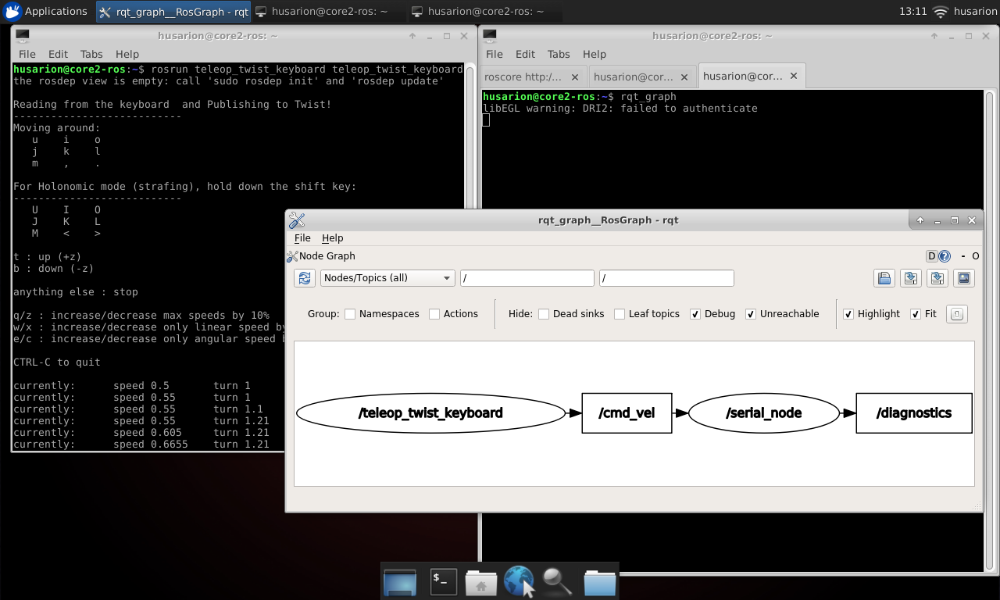 Applications
rqt_graph__RosGraph - rqt
husarion@core2-ros: ~
husarion@core2-ros: ~
13:11
husarion
husarion@core2-ros: ~
File Edit Tabs Help
husarion@core2-ros:~$ rosrun teleop_twist_keyboard teleop_twist_keyboard
the rosdep view is empty: call 'sudo rosdep init' and 'rosdep update'
Reading from the keyboard  and Publishing to Twist!
---------------------------
Moving around:
u i o
j k l
m , .
For Holonomic mode (strafing), hold down the shift key:
---------------------------
U I O
J K L
M < >
t : up (+z)
b : down (-z)
anything else : stop
q/z : increase/decrease max speeds by 10%
w/x : increase/decrease only linear speed by
e/c : increase/decrease only angular speed
CTRL-C to quit
currently: speed 0.5 turn 1
currently: speed 0.55 turn 1
currently: speed 0.55 turn 1.1
currently: speed 0.55 turn 1.21
currently: speed 0.605 turn 1.21
currently: speed 0.6655 turn 1.21
husarion@core2-ros: ~
File Edit Tabs Help
roscore http:/...
husarion@cor...
husarion@cor...
husarion@core2-ros:~$ rqt_graph
libEGL warning: DRI2: failed to authenticate
rqt_graph__RosGraph - rqt
File Help
Node Graph
D ? - O
Nodes/Topics (all) / /
Group: Namespaces Actions Hide: Dead sinks Leaf topics Debug Unreachable Highlight Fit
/teleop_twist_keyboard /cmd_vel /serial_node /diagnostics
$_